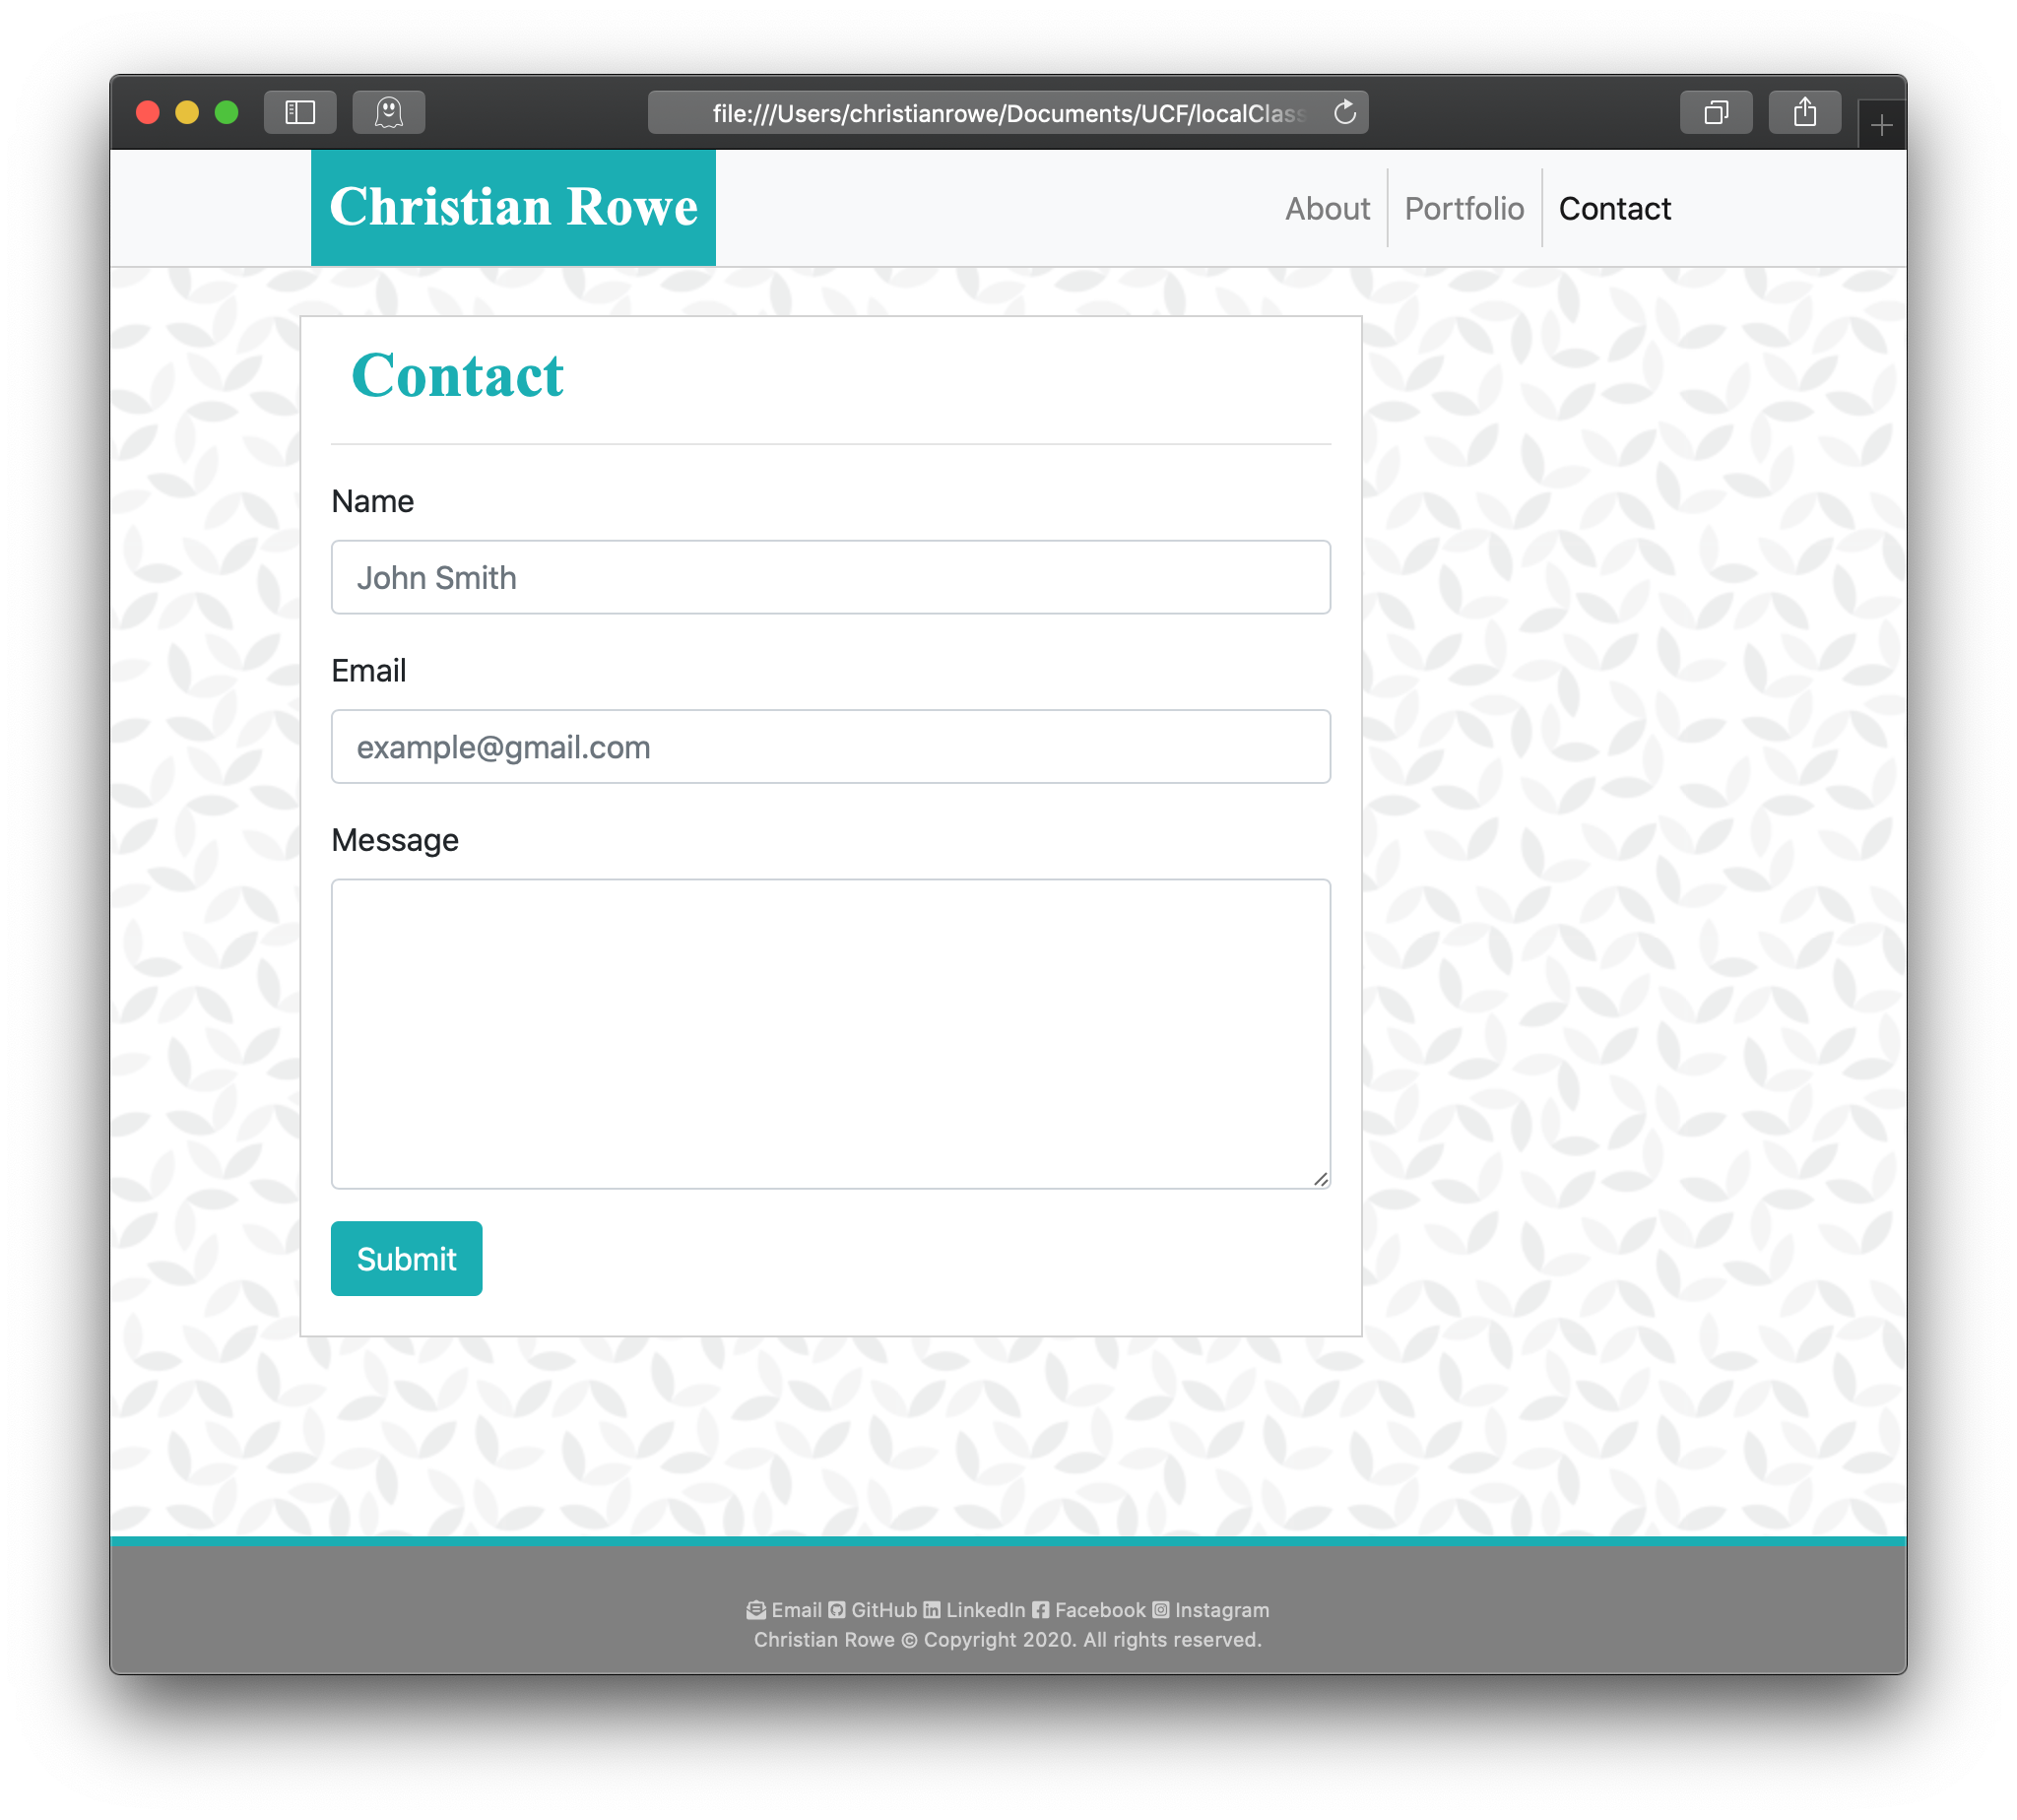 file:///Users/christianrowe/Documents/UCF/localClass
Christian Rowe
About Portfolio Contact
Contact
Name
John Smith
Email
example@gmail.com
Message
Submit
Email GitHub LinkedIn Facebook Instagram
Christian Rowe © Copyright 2020. All rights reserved.